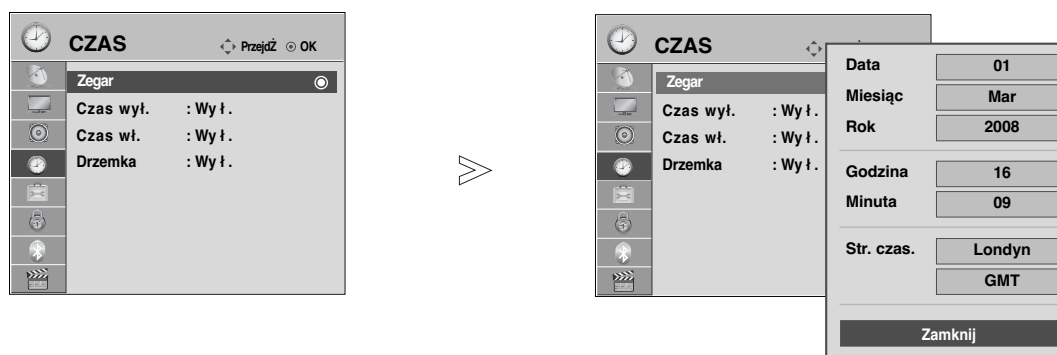 CZAS PrzejdŹ OK
Zegar
Czas wył. : Wył.
Czas wł. : Wył.
Drzemka : Wył.
CZAS
Zegar
Czas wył. : Wył.
Czas wł. : Wył.
Drzemka : Wył.
Data 01
Miesiąc Mar
Rok 2008
Godzina 16
Minuta 09
Str. czas. Londyn
GMT
Zamknij